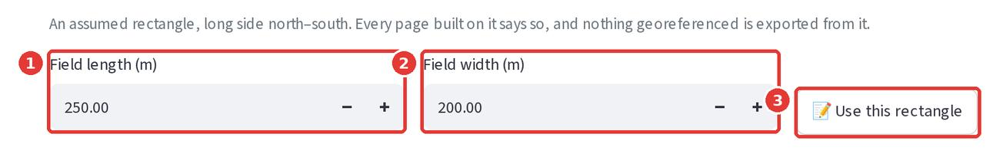 An assumed rectangle, long side north–south. Every page built on it says so, and nothing georeferenced is exported from it.
1 Field length (m) 2 Field width (m)
250.00 − + 200.00 − + 3 📝 Use this rectangle